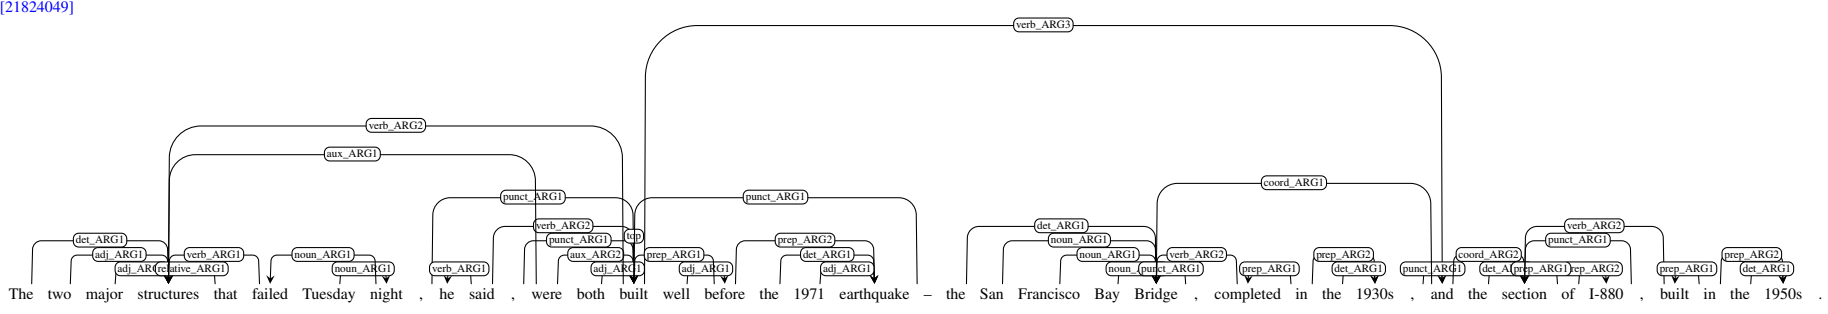 [21824049]
verb_ARG3
verb_ARG2
aux_ARG1
coord_ARG1
punct_ARG1 punct_ARG1
verb_ARG2 det_ARG1 verb_ARG2
top
det_ARG1 punct_ARG1 prep_ARG2 noun_ARG1 punct_ARG1
adj_ARG1 verb_ARG1 noun_ARG1 aux_ARG2 prep_ARG1 det_ARG1 noun_ARG1 verb_ARG2 prep_ARG2 coord_ARG2 prep_ARG2
relative_ARG1 noun_ARG1 verb_ARG1 adj_ARG1 adj_ARG1 adj_ARG1 punct_ARG1 prep_ARG1 det_ARG1 punct_ARG1 prep_ARG1 prep_ARG2 prep_ARG1 det_ARG1
The two major structures that failed Tuesday night , he said , were both built well before the 1971 earthquake – the San Francisco Bay Bridge , completed in the 1930s , and the section of I-880 , built in the 1950s .